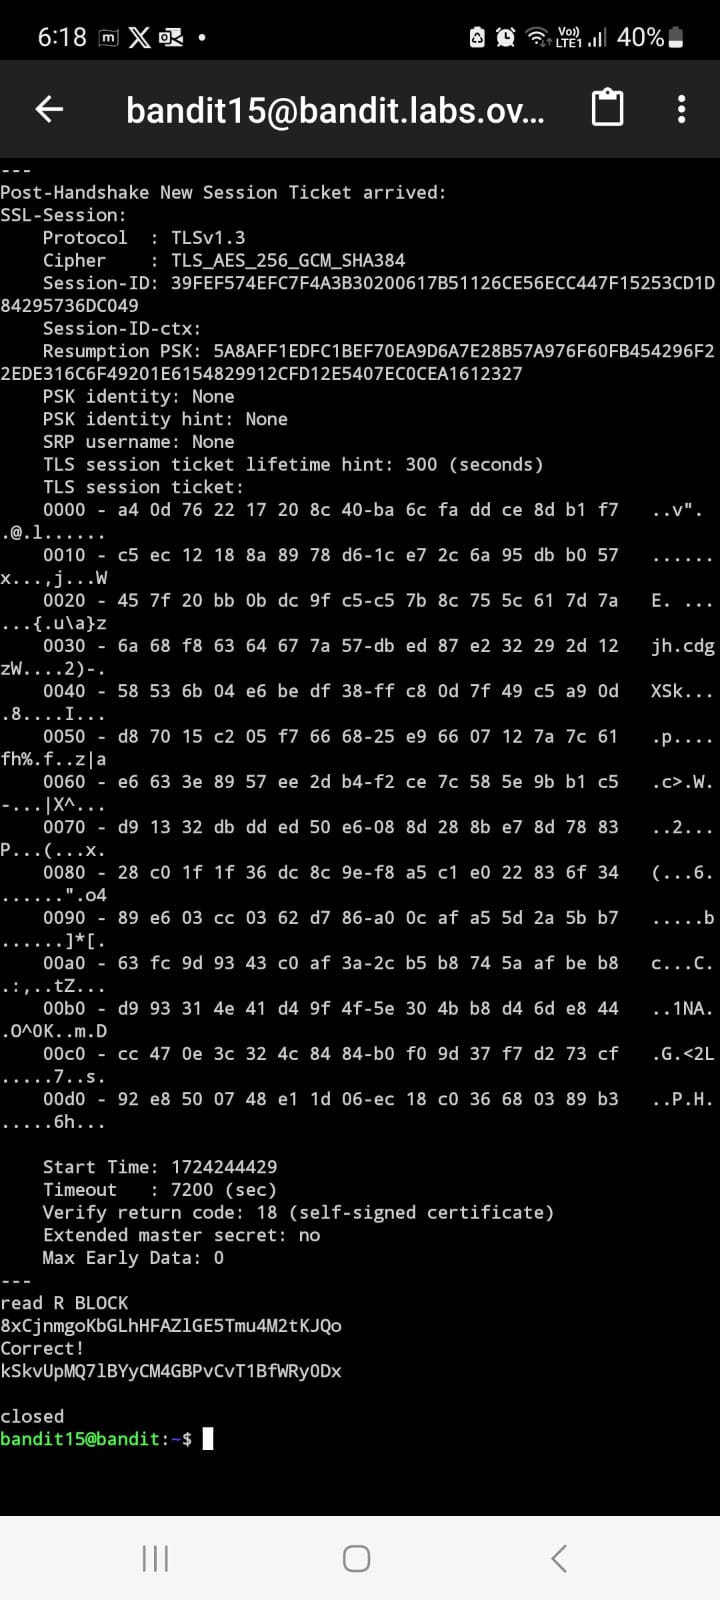 6:18
Vo))
LTE1
40%
bandit15@bandit.labs.ov...
---
Post-Handshake New Session Ticket arrived:
SSL-Session:
    Protocol  : TLSv1.3
    Cipher    : TLS_AES_256_GCM_SHA384
    Session-ID: 39FEF574EFC7F4A3B30200617B51126CE56ECC447F15253CD1D
84295736DC049
    Session-ID-ctx:
    Resumption PSK: 5A8AFF1EDFC1BEF70EA9D6A7E28B57A976F60FB454296F2
2EDE316C6F49201E6154829912CFD12E5407EC0CEA1612327
    PSK identity: None
    PSK identity hint: None
    SRP username: None
    TLS session ticket lifetime hint: 300 (seconds)
    TLS session ticket:
    0000 - a4 0d 76 22 17 20 8c 40-ba 6c fa dd ce 8d b1 f7   ..v".
.@.l......
    0010 - c5 ec 12 18 8a 89 78 d6-1c e7 2c 6a 95 db b0 57   ......
x...,j...W
    0020 - 45 7f 20 bb 0b dc 9f c5-c5 7b 8c 75 5c 61 7d 7a   E. ...
...{.u\a}z
    0030 - 6a 68 f8 63 64 67 7a 57-db ed 87 e2 32 29 2d 12   jh.cdg
zW....2)-.
    0040 - 58 53 6b 04 e6 be df 38-ff c8 0d 7f 49 c5 a9 0d   XSk...
.8....I...
    0050 - d8 70 15 c2 05 f7 66 68-25 e9 66 07 12 7a 7c 61   .p....
fh%.f..z|a
    0060 - e6 63 3e 89 57 ee 2d b4-f2 ce 7c 58 5e 9b b1 c5   .c>.W.
-...|X^...
    0070 - d9 13 32 db dd ed 50 e6-08 8d 28 8b e7 8d 78 83   ..2...
P...(...x.
    0080 - 28 c0 1f 1f 36 dc 8c 9e-f8 a5 c1 e0 22 83 6f 34   (...6.
......".o4
    0090 - 89 e6 03 cc 03 62 d7 86-a0 0c af a5 5d 2a 5b b7   .....b
......]*[.
    00a0 - 63 fc 9d 93 43 c0 af 3a-2c b5 b8 74 5a af be b8   c...C.
.:,..tZ...
    00b0 - d9 93 31 4e 41 d4 9f 4f-5e 30 4b b8 d4 6d e8 44   ..1NA.
.O^0K..m.D
    00c0 - cc 47 0e 3c 32 4c 84 84-b0 f0 9d 37 f7 d2 73 cf   .G.<2L
.....7..s.
    00d0 - 92 e8 50 07 48 e1 1d 06-ec 18 c0 36 68 03 89 b3   ..P.H.
.....6h...
    Start Time: 1724244429
    Timeout   : 7200 (sec)
    Verify return code: 18 (self-signed certificate)
    Extended master secret: no
    Max Early Data: 0
---
read R BLOCK
8xCjnmgoKbGLhHFAZlGE5Tmu4M2tKJQo
Correct!
kSkvUpMQ7lBYyCM4GBPvCvT1BfWRy0Dx
closed
bandit15@bandit:~$